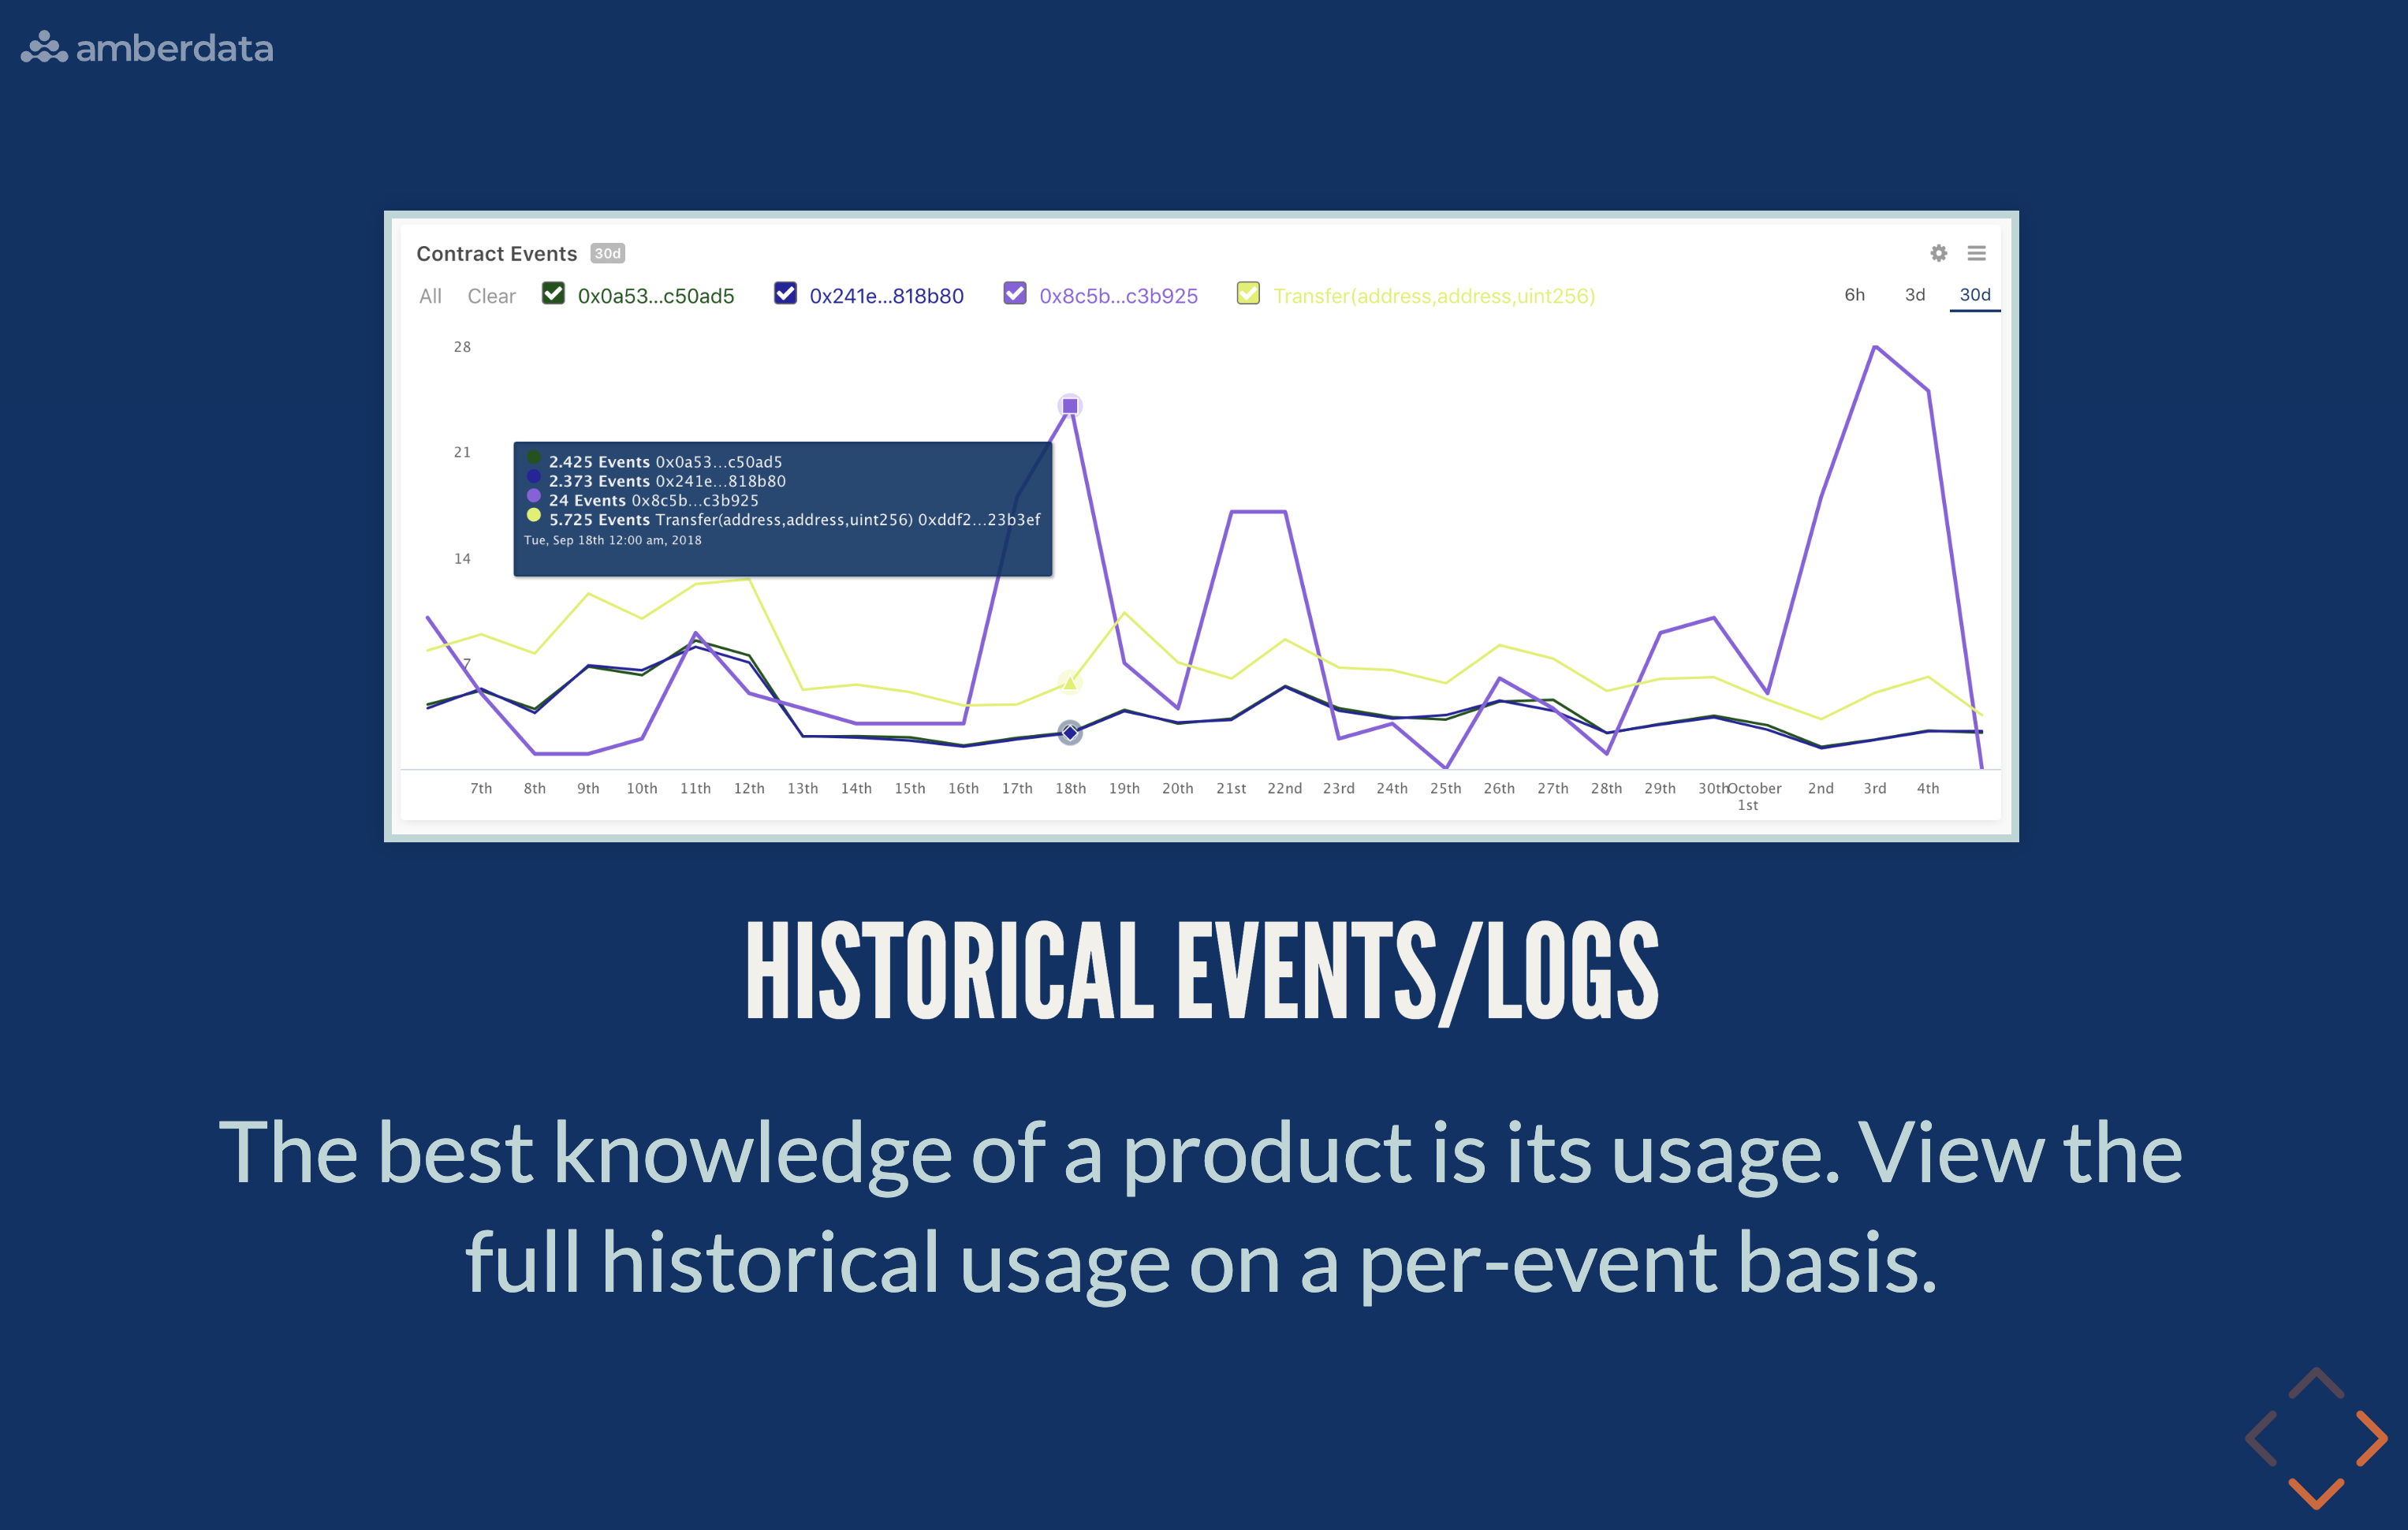 amberdata
Contract Events 30d
All Clear 0x0a53...c50ad5 0x241e...818b80 0x8c5b...c3b925 Transfer(address,address,uint256) 6h 3d 30d
28
21
2.425 Events 0x0a53...c50ad5
2.373 Events 0x241e...818b80
24 Events 0x8c5b...c3b925
5.725 Events Transfer(address,address,uint256) 0xddf2...23b3ef
Tue, Sep 18th 12:00 am, 2018
14
7
7th 8th 9th 10th 11th 12th 13th 14th 15th 16th 17th 18th 19th 20th 21st 22nd 23rd 24th 25th 26th 27th 28th 29th 30th October 2nd 3rd 4th
1st
HISTORICAL EVENTS/LOGS
The best knowledge of a product is its usage. View the
full historical usage on a per-event basis.